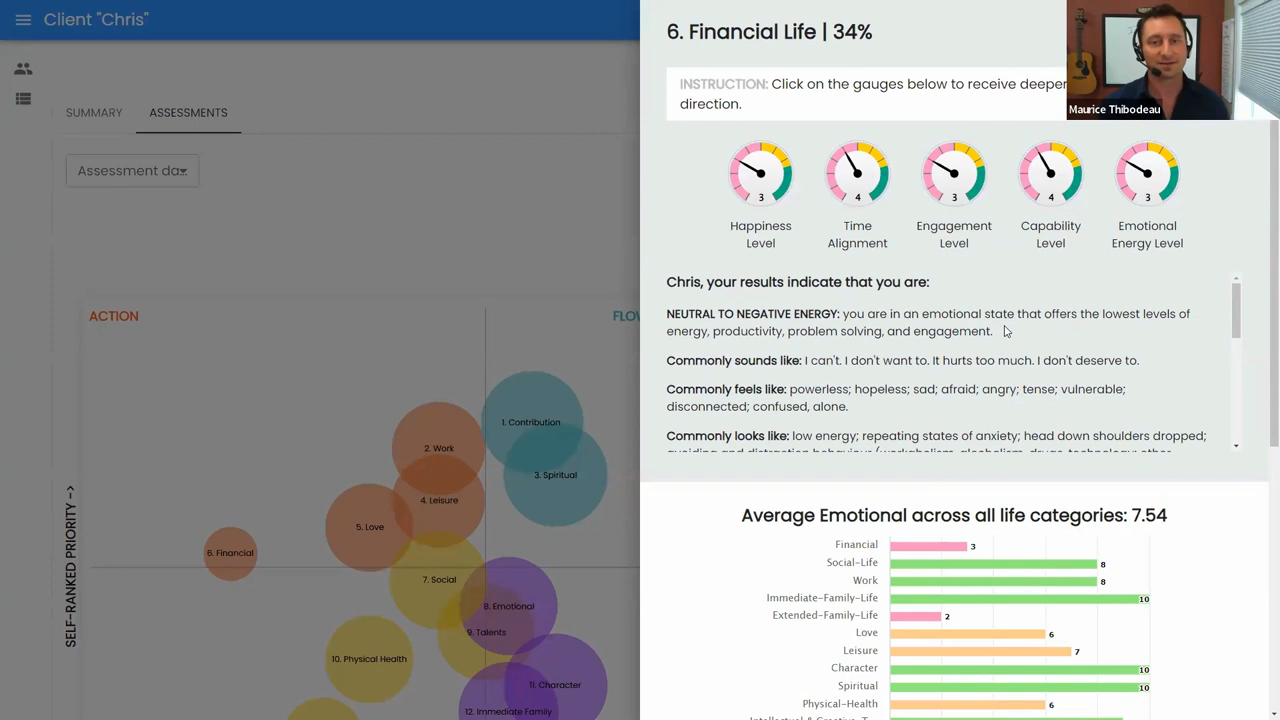 Client "Chris"
SUMMARY
ASSESSMENTS
Assessment da
ACTION
FLO
SELF-RANKED PRIORITY -->
1. Contribution
2. Work
3. Spiritual
4. Leisure
5. Love
6. Financial
7. Social
8. Emotional
9. Talents
10. Physical Health
11. Character
12. Immediate Family
6. Financial Life | 34%
INSTRUCTION: Click on the gauges below to receive deeper
direction.
Maurice Thibodeau
3
4
3
4
3
Happiness
Level
Time
Alignment
Engagement
Level
Capability
Level
Emotional
Energy Level
Chris, your results indicate that you are:
NEUTRAL TO NEGATIVE ENERGY: you are in an emotional state that offers the lowest levels of
energy, productivity, problem solving, and engagement.
Commonly sounds like: I can't. I don't want to. It hurts too much. I don't deserve to.
Commonly feels like: powerless; hopeless; sad; afraid; angry; tense; vulnerable;
disconnected; confused, alone.
Commonly looks like: low energy; repeating states of anxiety; head down shoulders dropped;
Average Emotional across all life categories: 7.54
Financial 3
Social-Life 8
Work 8
Immediate-Family-Life 10
Extended-Family-Life 2
Love 6
Leisure 7
Character 10
Spiritual 10
Physical-Health 6